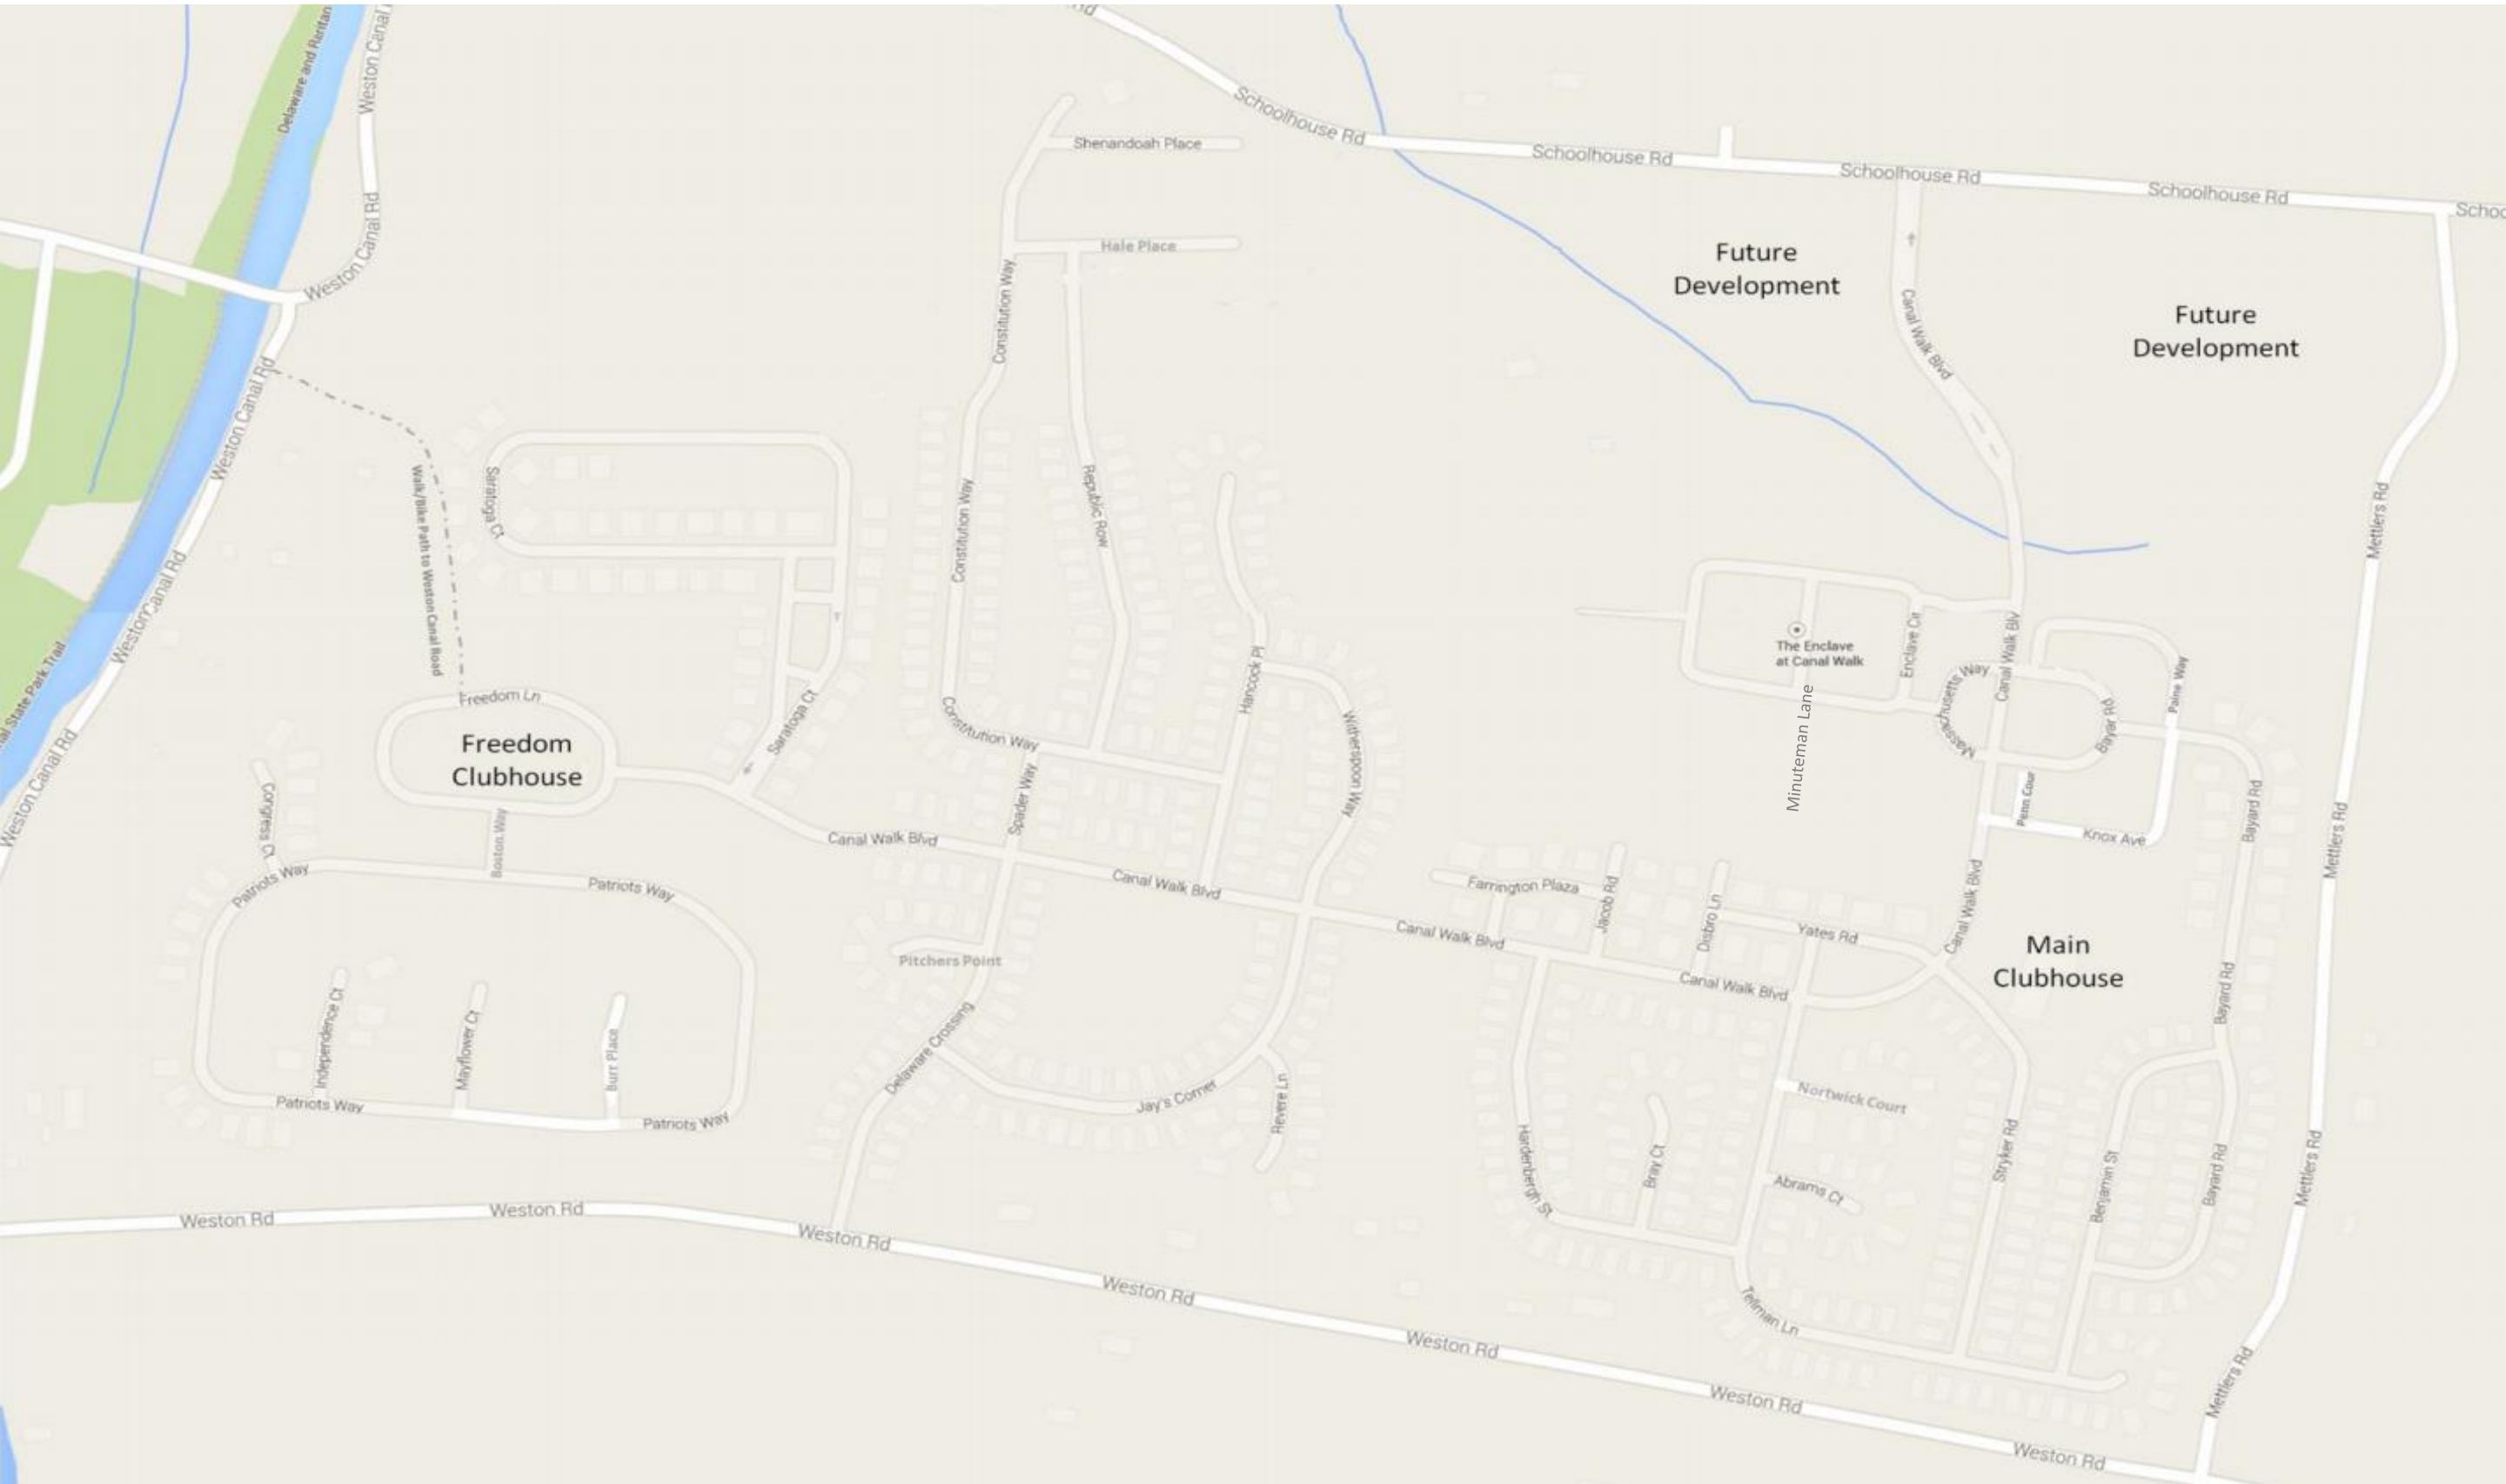 Rd
Delaware and Raritan
Weston Canal
Schoolhouse Rd
Schoolhouse Rd
Schoolhouse Rd
Schoolhouse Rd
Schoo
Shenandoah Place
Weston Canal Rd
Hale Place
Future
Development
Future
Development
Constitution Way
Canal Walk Blvd
Weston Canal Rd
Walk/Bike Path to Weston Canal Road
Saratoga Ct
Constitution Way
Republic Row
Mettlers Rd
Weston Canal Rd
al State Park Trail
The Enclave
at Canal Walk
Enclave Cir
Canal Walk Blv
Massachusetts Way
Paine Way
Bayar Rd
Minuteman Lane
Hancock Pl
Witherspoon Way
Freedom Ln
Freedom
Clubhouse
Saratoga Ct
Constitution Way
Weston Canal Rd
Spader Way
Congress Ct
Boston Way
Canal Walk Blvd
Penn Cour
Knox Ave
Bayard Rd
Mettlers Rd
Patriots Way
Patriots Way
Canal Walk Blvd
Farrington Plaza
Jacob Rd
Disbro Ln
Yates Rd
Canal Walk Blvd
Canal Walk Blvd
Canal Walk Blvd
Main
Clubhouse
Pitchers Point
Bayard Rd
Independence Ct
Mayflower Ct
Burr Place
Delaware Crossing
Jay's Corner
Revere Ln
Nortwick Court
Patriots Way
Patriots Way
Hardenbergh St
Bray Ct
Abrams Ct
Stryker Rd
Benjamin St
Bayard Rd
Mettlers Rd
Weston Rd
Weston Rd
Weston Rd
Weston Rd
Tellman Ln
Weston Rd
Weston Rd
Mettlers Rd
Weston Rd